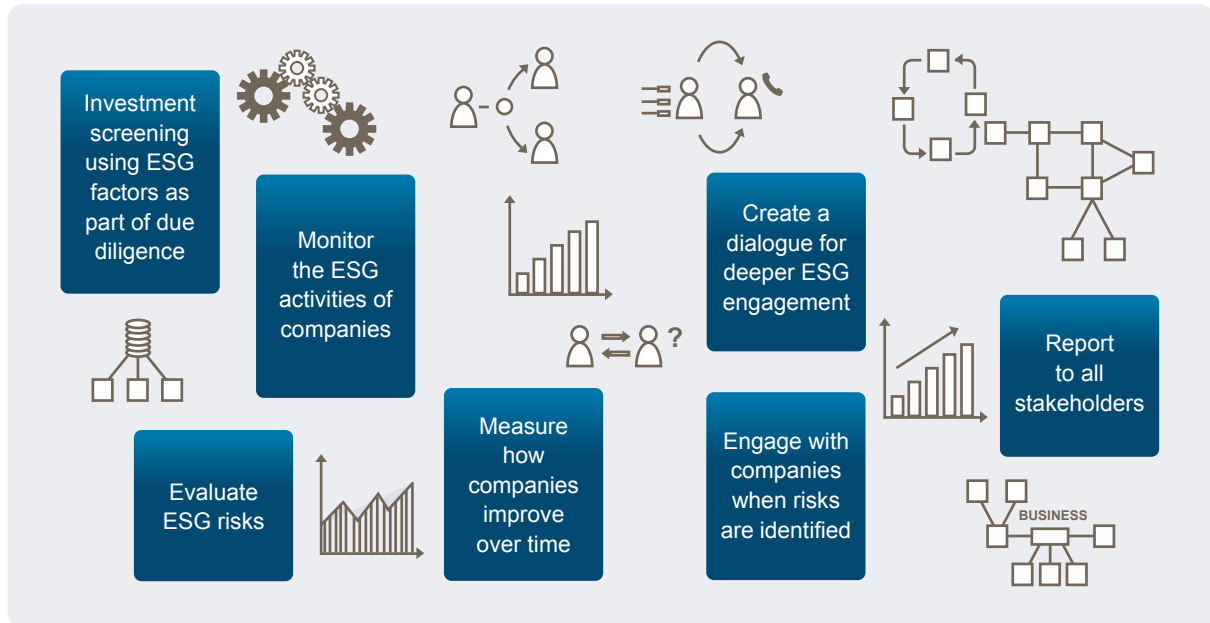 Investment
screening
using ESG
factors as
part of due
diligence
Monitor
the ESG
activities of
companies
Evaluate
ESG risks
Measure
how
companies
improve
over time
?
Create a
dialogue for
deeper ESG
engagement
Engage with
companies
when risks
are identified
Report
to all
stakeholders
BUSINESS